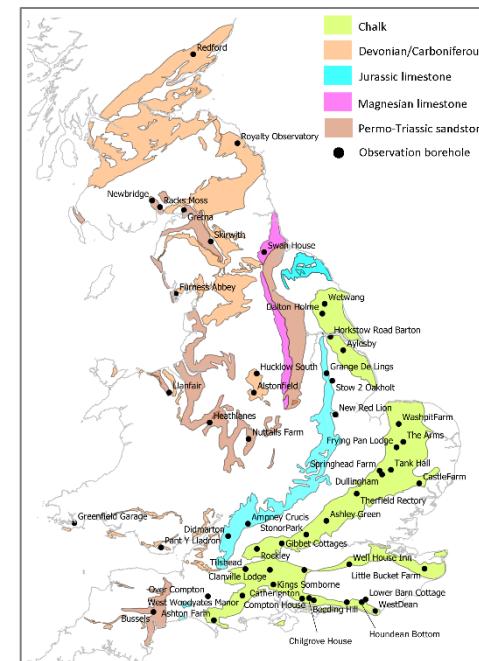 Chalk
Devonian/Carboniferou
Jurassic limestone
Magnesian limestone
Permo-Triassic sandston
Observation borehole
Redford
Royalty Observatory
Newbridge
Racks Moss
Gretna
Skirwith
Swan House
Furness Abbey
Wetwang
Dalton Holme
Horkstow Road Barton
Aylesby
Hucklow South
Grange De Lings
Llanfair
Alstonfield
Stow 2 Oakholt
New Red Lion
Heathlanes
WashpitFarm
Nuttalls Farm
Frying Pan Lodge
The Arms
Springhead Farm
Tank Hall
Dullingham
CastleFarm
Therfield Rectory
Greenfield Garage
Ampney Crucis
Ashley Green
Didmarton
StonorPark
Pant Y Lladron
Gibbet Cottages
Rockley
Well House Inn
Tilshead
Little Bucket Farm
Clanville Lodge
Kings Somborne
Over Compton
Catherington
Lower Barn Cottage
West Woodyates Manor
Compton House
WestDean
Ashton Farm
Beeding Hill
Bussels
Houndean Bottom
Chilgrove House